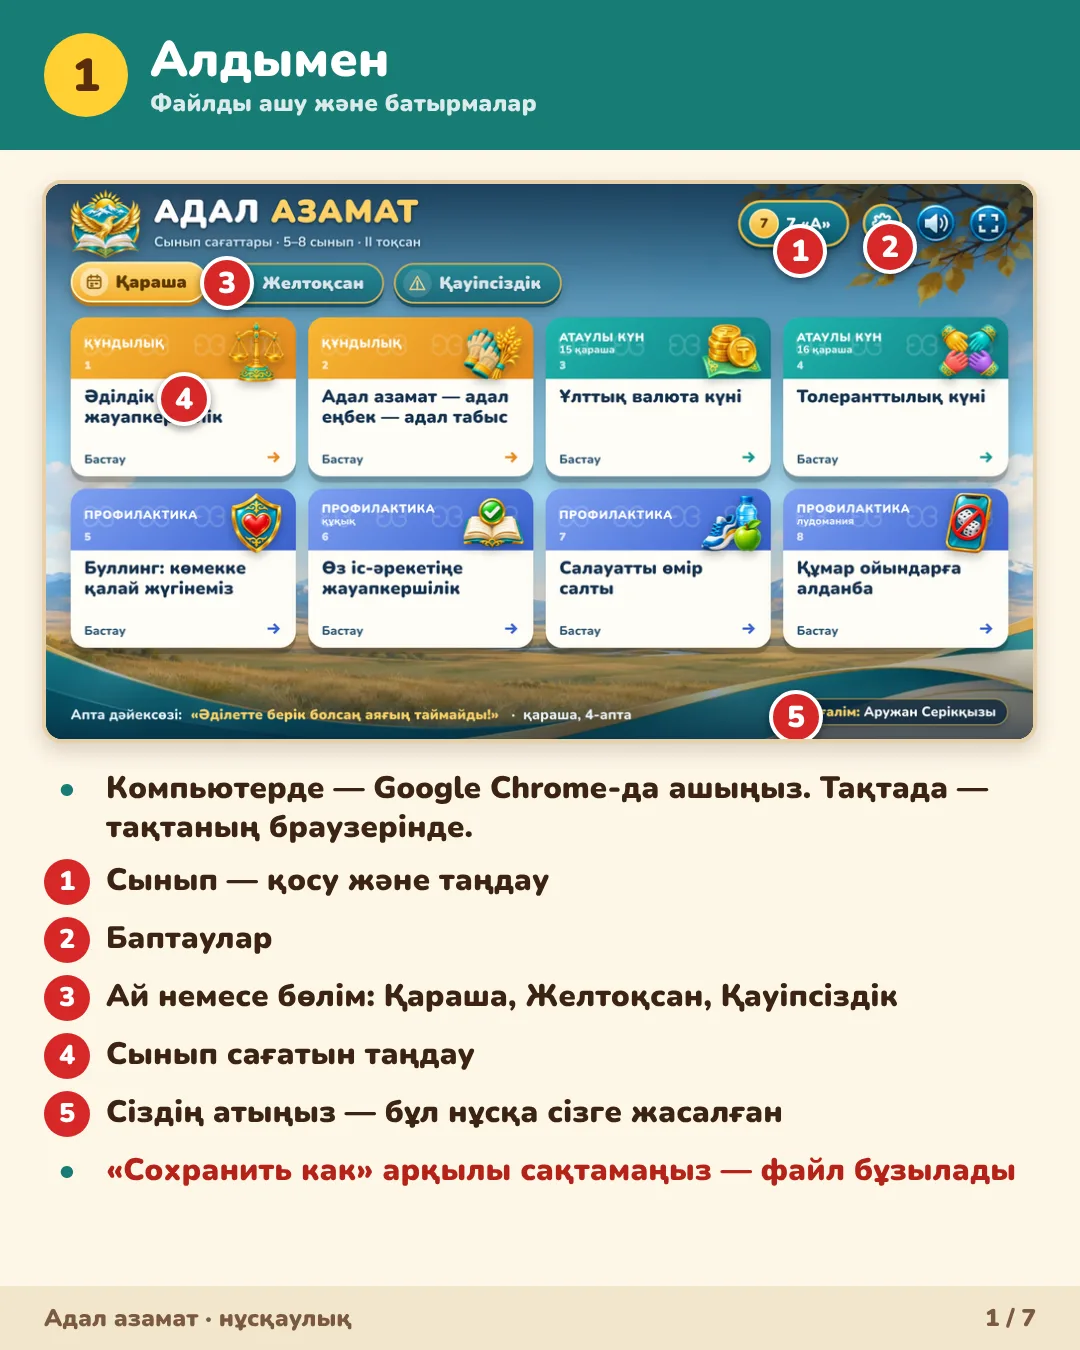 1
Алдымен
Файлды ашу және батырмалар
АДАЛ АЗАМАТ
Сынып сағаттары · 5–8 сынып · II тоқсан
7
1
2
Қараша
3
Желтоқсан
Қауіпсіздік
ҚҰНДЫЛЫҚ
1
Әділдік
4
Бастау
ҚҰНДЫЛЫҚ
2
Адал азамат — адал
еңбек — адал табыс
Бастау
АТАУЛЫ КҮН
15 қараша
3
Ұлттық валюта күні
Бастау
АТАУЛЫ КҮН
16 қараша
4
Толеранттылық күні
Бастау
ПРОФИЛАКТИКА
5
Буллинг: көмекке
қалай жүгінеміз
Бастау
ПРОФИЛАКТИКА
құқық
6
Өз іс-әрекетіңе
жауапкершілік
Бастау
ПРОФИЛАКТИКА
7
Салауатты өмір
салты
Бастау
ПРОФИЛАКТИКА
лудомания
8
Құмар ойындарға
алданба
Бастау
Апта дәйексөзі: «Әділетте берік болсаң аяғың таймайды!» · қараша, 4-апта
5
Аружан Серікқызы
Компьютерде — Google Chrome-да ашыңыз. Тақтада —
тақтаның браузерінде.
1 Сынып — қосу және таңдау
2 Баптаулар
3 Ай немесе бөлім: Қараша, Желтоқсан, Қауіпсіздік
4 Сынып сағатын таңдау
5 Сіздің атыңыз — бұл нұсқа сізге жасалған
«Сохранить как» арқылы сақтамаңыз — файл бұзылады
Адал азамат · нұсқаулық
1 / 7